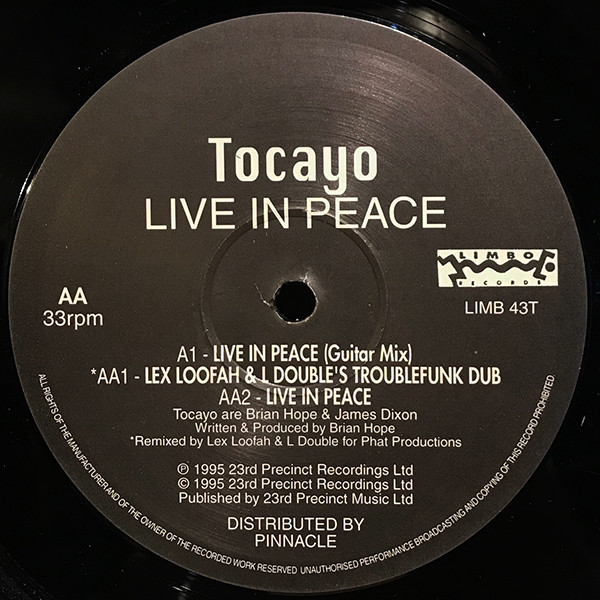 Tocayo
LIVE IN PEACE
LIMBO
RECORDS
AA
33rpm
LIMB 43T
A1 - LIVE IN PEACE (Guitar Mix)
*AA1 - LEX LOOFAH & L DOUBLE'S TROUBLEFUNK DUB
AA2 - LIVE IN PEACE
Tocayo are Brian Hope & James Dixon
Written & Produced by Brian Hope
*Remixed by Lex Loofah & L Double for Phat Productions
℗ 1995 23rd Precinct Recordings Ltd
© 1995 23rd Precinct Recordings Ltd
Published by 23rd Precinct Music Ltd
DISTRIBUTED BY
PINNACLE
ALL RIGHTS OF THE MANUFACTURER AND OF THE OWNER OF THE RECORDED WORK RESERVED UNAUTHORISED PERFORMANCE BROADCASTING AND COPYING OF THIS RECORD PROHIBITED